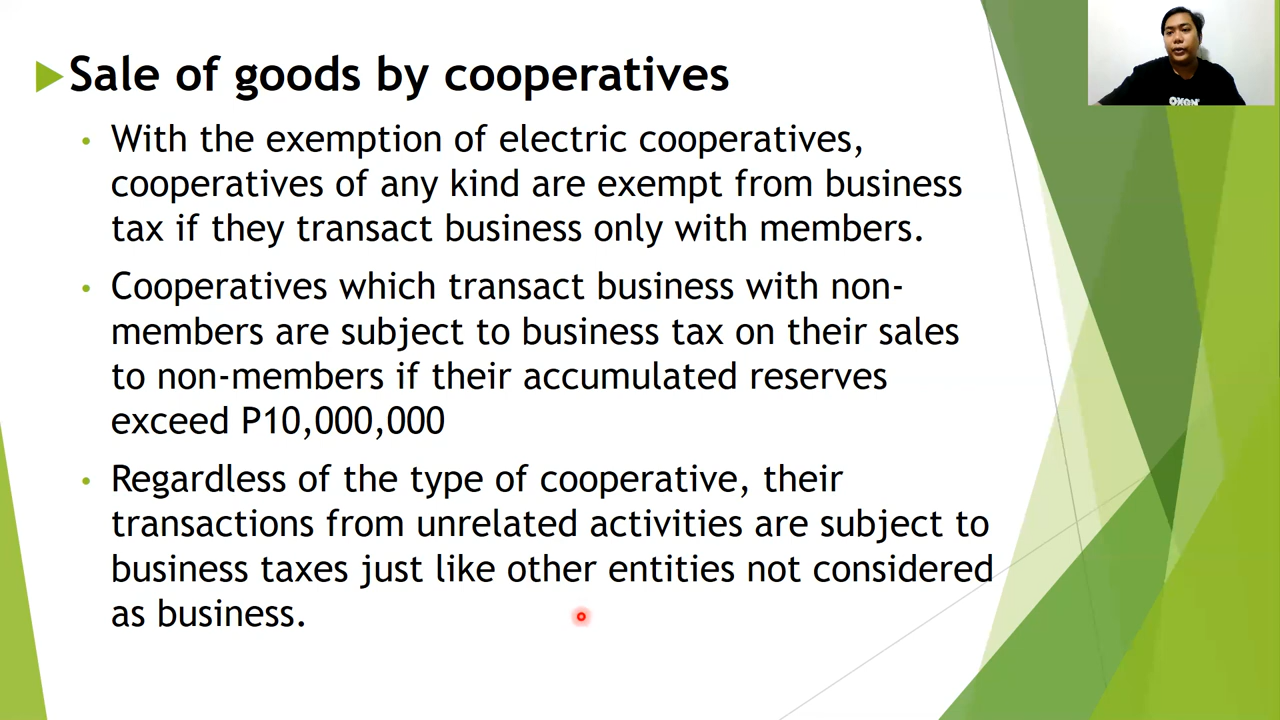 Sale of goods by cooperatives
With the exemption of electric cooperatives,
cooperatives of any kind are exempt from business
tax if they transact business only with members.
Cooperatives which transact business with non-
members are subject to business tax on their sales
to non-members if their accumulated reserves
exceed P10,000,000
Regardless of the type of cooperative, their
transactions from unrelated activities are subject to
business taxes just like other entities not considered
as business.
OXGN